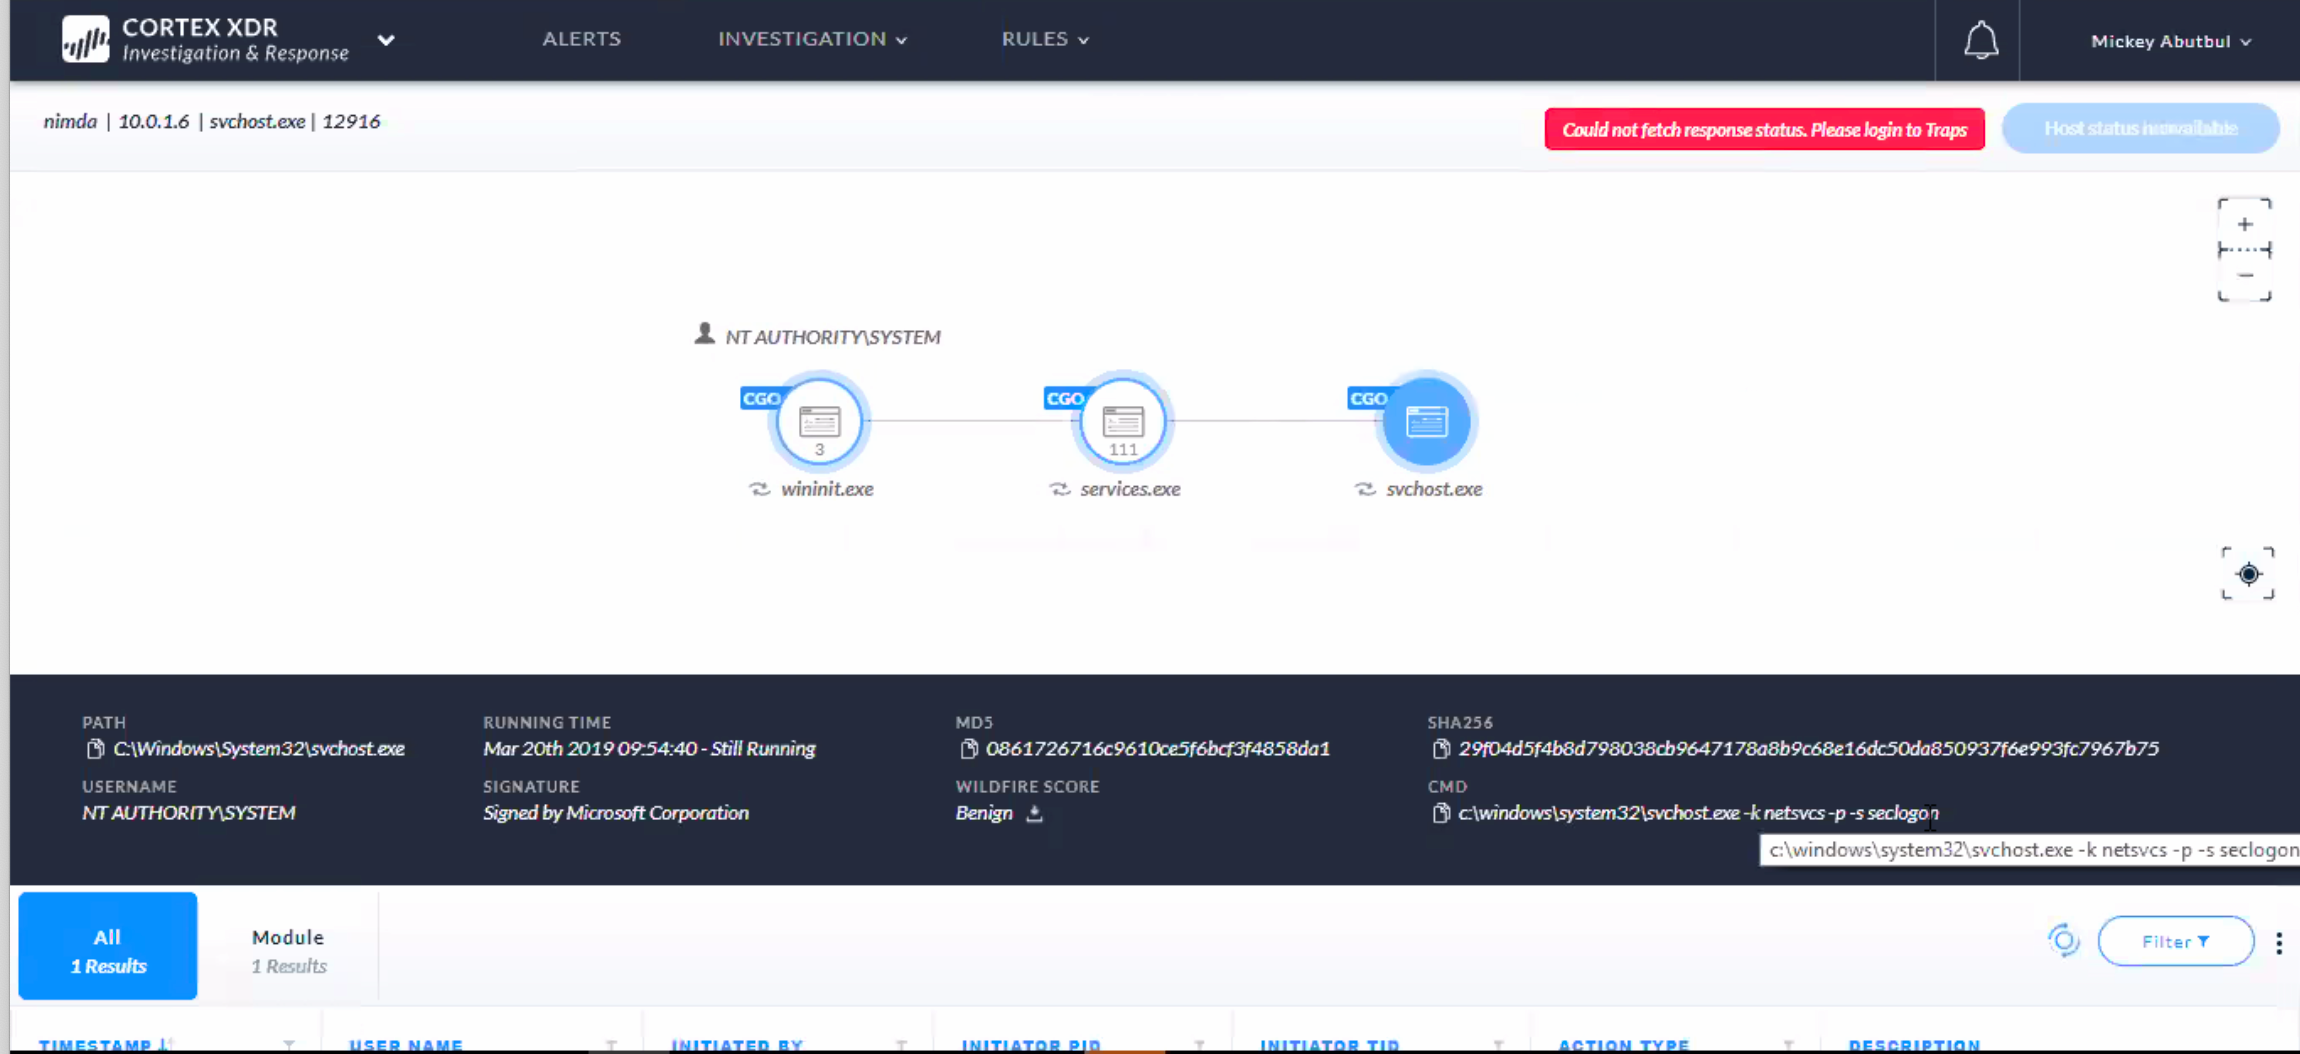 CORTEX XDR
Investigation & Response
ALERTS
INVESTIGATION
RULES
Mickey Abutbul
nimda | 10.0.1.6 | svchost.exe | 12916
Could not fetch response status. Please login to Traps
Host status unavailable
NT AUTHORITY\SYSTEM
CGO
CGO
CGO
3
111
wininit.exe
services.exe
svchost.exe
PATH
C:\Windows\System32\svchost.exe
RUNNING TIME
Mar 20th 2019 09:54:40 - Still Running
MD5
0861726716c9610ce5f6bcf3f4858da1
SHA256
29f04d5f4b8d798038cb9647178a8b9c68e16dc50da850937f6e993fc7967b75
USERNAME
NT AUTHORITY\SYSTEM
SIGNATURE
Signed by Microsoft Corporation
WILDFIRE SCORE
Benign
CMD
c:\windows\system32\svchost.exe -k netsvcs -p -s seclogon
c:\windows\system32\svchost.exe -k netsvcs -p -s seclogon
All
1 Results
Module
1 Results
Filter
TIMESTAMP
USER NAME
INITIATED BY
INITIATOR PID
INITIATOR TID
ACTION TYPE
DESCRIPTION